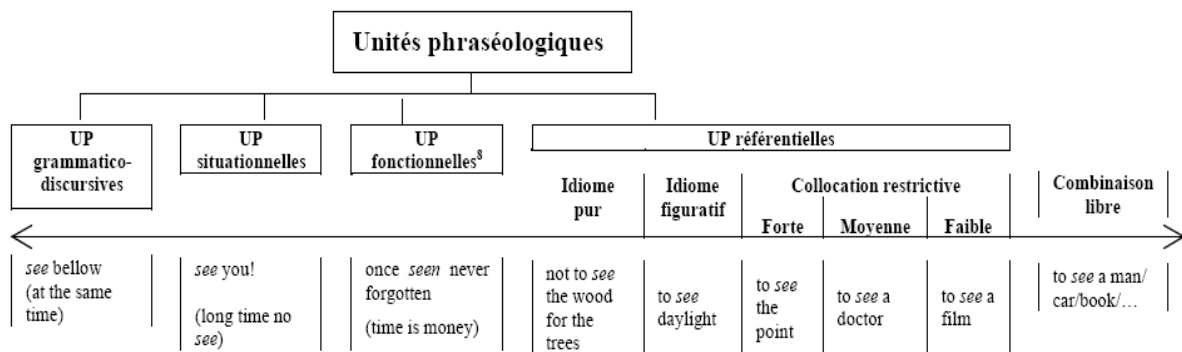 Unités phraséologiques
UP
grammatico-
discursives
UP
situationnelles
UP
fonctionnelles⁸
UP référentielles
Idiome
pur
Idiome
figuratif
Collocation restrictive
Forte
Moyenne
Faible
Combinaison
libre
see bellow
(at the same
time)
see you!
(long time no
see)
once seen never
forgotten
(time is money)
not to see
the wood
for the
trees
to see
daylight
to see
the
point
to see a
doctor
to see a
film
to see a man/
car/book/…